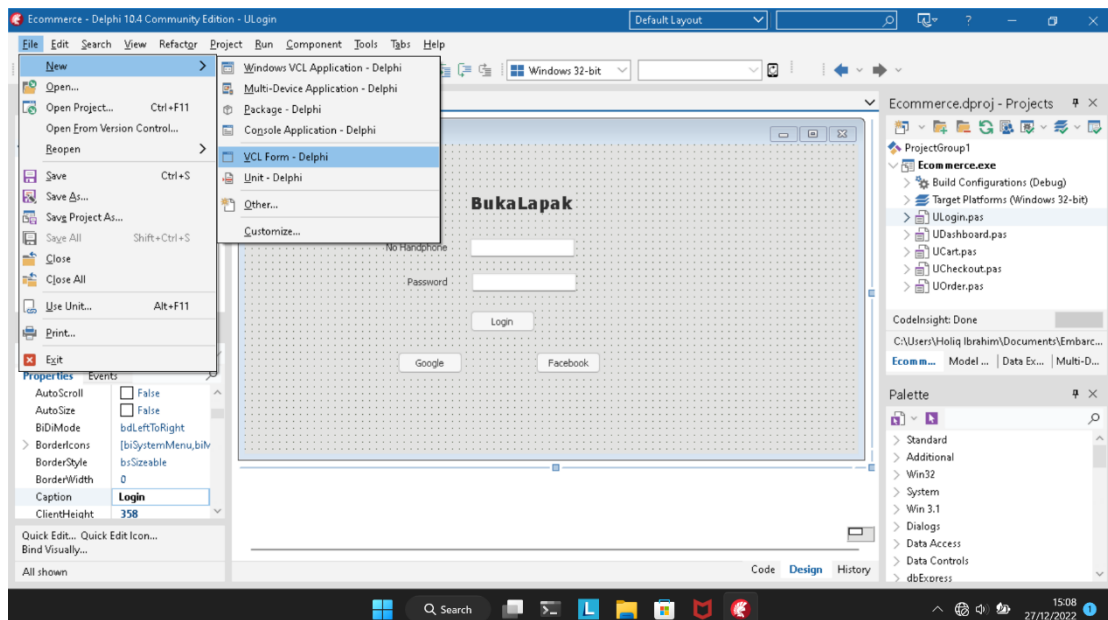 Ecommerce - Delphi 10.4 Community Edition - ULogin
Default Layout
?
File Edit Search View Refactor Project Run Component Tools Tabs Help
Windows 32-bit
New
Open...
Open Project... Ctrl+F11
Open From Version Control...
Reopen
Save Ctrl+S
Save As...
Save Project As...
Save All Shift+Ctrl+S
Close
Close All
Use Unit... Alt+F11
Print...
Exit
Windows VCL Application - Delphi
Multi-Device Application - Delphi
Package - Delphi
Console Application - Delphi
VCL Form - Delphi
Unit - Delphi
Other...
Customize...
BukaLapak
No Handphone
Password
Login
Google
Facebook
Properties Events
AutoScroll False
AutoSize False
BiDiMode bdLeftToRight
BorderIcons [biSystemMenu,biM
BorderStyle bsSizeable
BorderWidth 0
Caption Login
ClientHeight 358
Quick Edit... Quick Edit Icon...
Bind Visually...
All shown
Code Design History
Ecommerce.dproj - Projects
ProjectGroup1
Ecommerce.exe
Build Configurations (Debug)
Target Platforms (Windows 32-bit)
ULogin.pas
UDashboard.pas
UCart.pas
UCheckout.pas
UOrder.pas
CodeInsight: Done
C:\Users\Holiq Ibrahim\Documents\Embarc...
Ecomm... Model ... Data Ex... Multi-D...
Palette
Standard
Additional
Win32
System
Win 3.1
Dialogs
Data Access
Data Controls
dbExpress
Search
15:08
27/12/2022
1